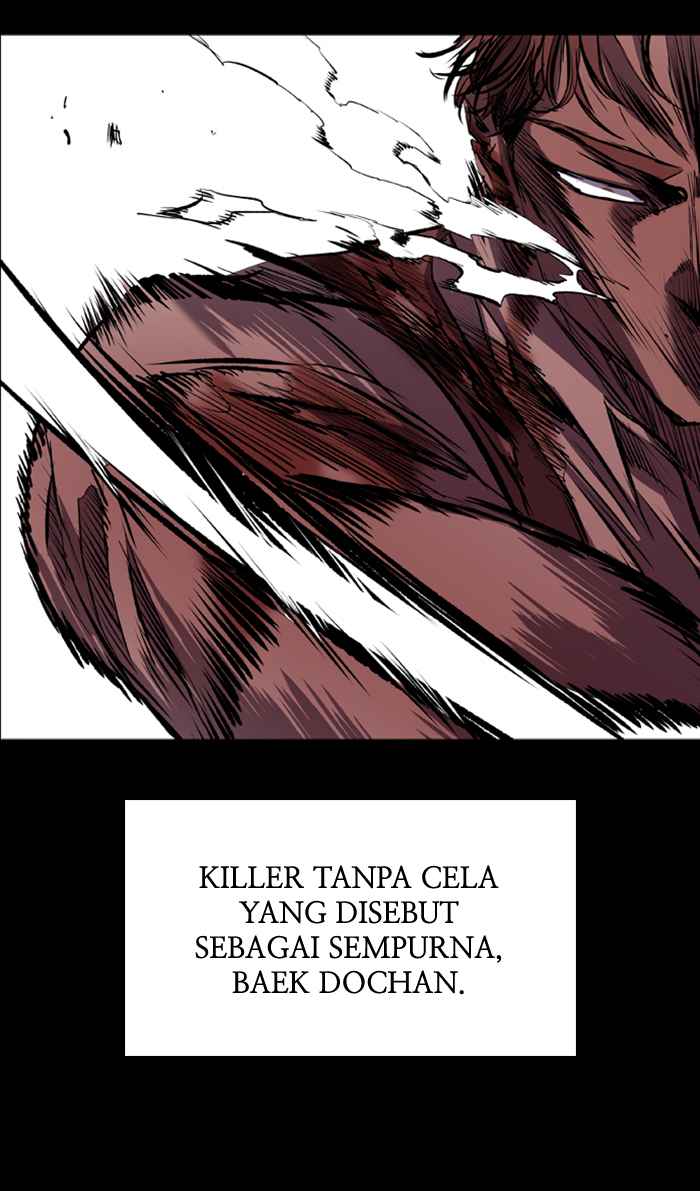 KILLER TANPA CELA
YANG DISEBUT
SEBAGAI SEMPURNA,
BAEK DOCHAN.